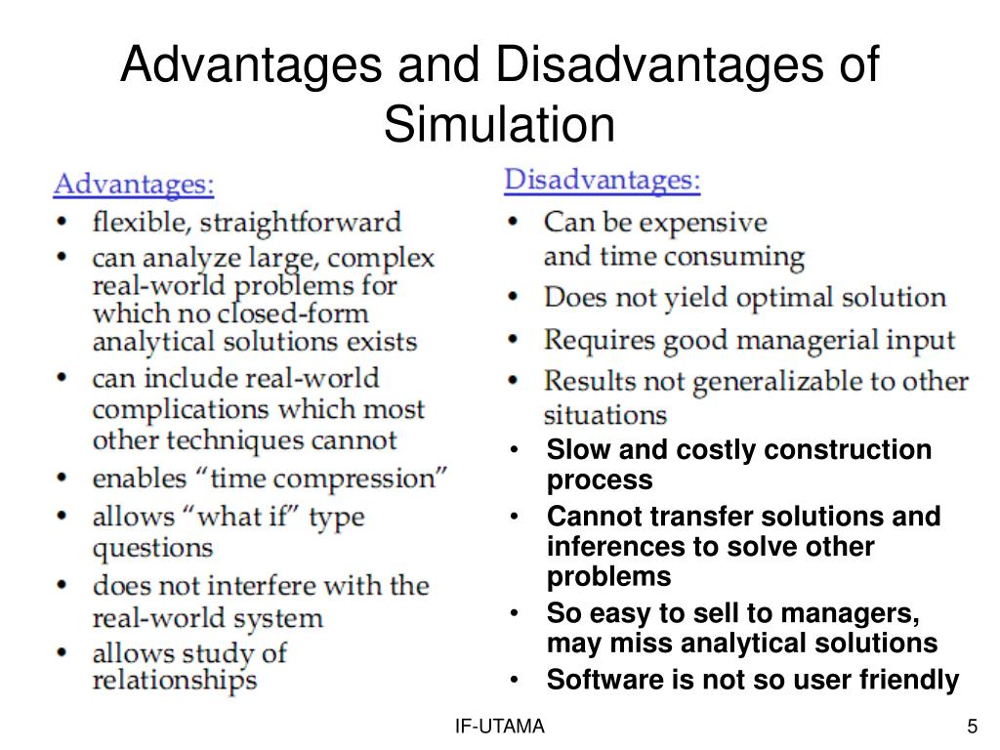 Advantages and Disadvantages of
Simulation
Advantages:
• flexible, straightforward
• can analyze large, complex
real-world problems for
which no closed-form
analytical solutions exists
• can include real-world
complications which most
other techniques cannot
• enables “time compression”
• allows “what if” type
questions
• does not interfere with the
real-world system
• allows study of
relationships
Disadvantages:
• Can be expensive
and time consuming
• Does not yield optimal solution
• Requires good managerial input
• Results not generalizable to other
situations
• Slow and costly construction
process
• Cannot transfer solutions and
inferences to solve other
problems
• So easy to sell to managers,
may miss analytical solutions
• Software is not so user friendly
IF-UTAMA
5